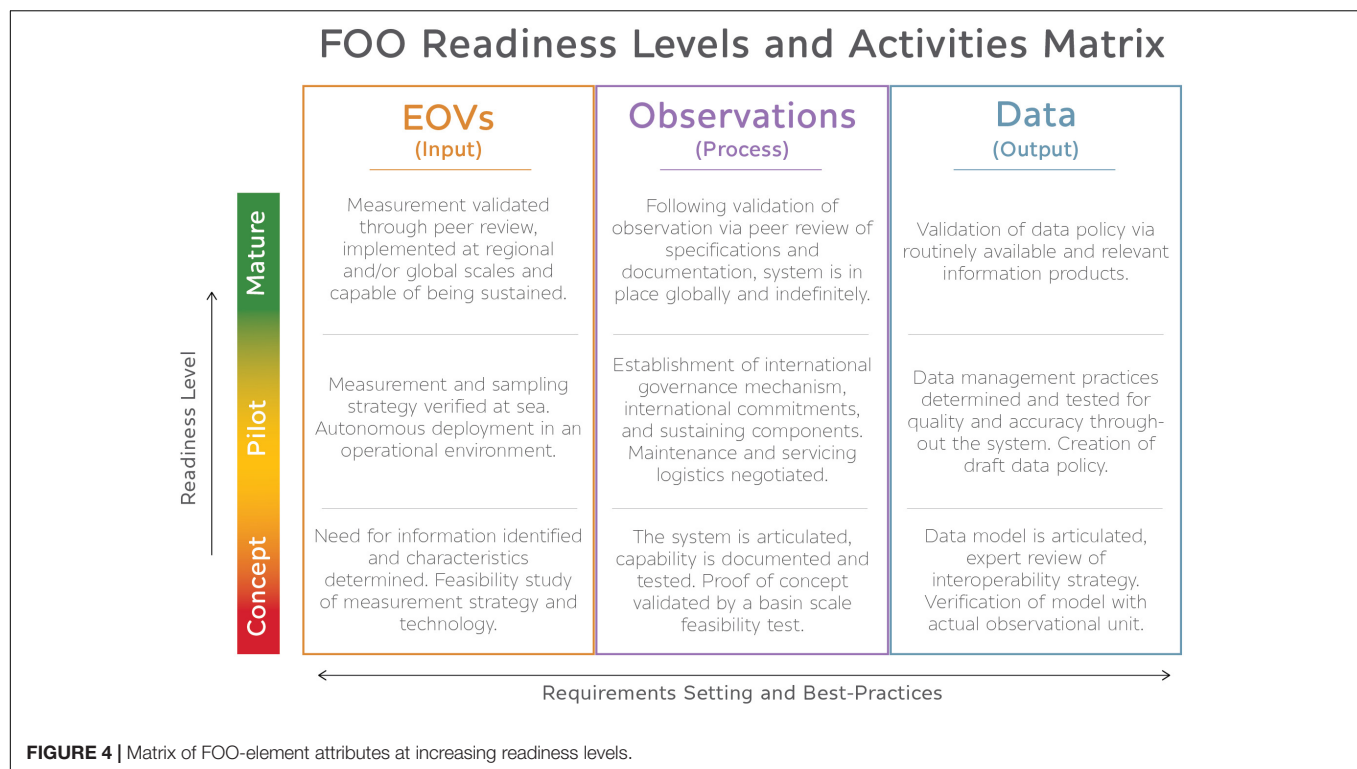 FOO Readiness Levels and Activities Matrix
EOVs
(Input)
Observations
(Process)
Data
(Output)
Readiness Level
Mature
Measurement validated
through peer review,
implemented at regional
and/or global scales and
capable of being sustained.
Following validation of
observation via peer review of
specifications and
documentation, system is in
place globally and indefinitely.
Validation of data policy via
routinely available and relevant
information products.
Pilot
Measurement and sampling
strategy verified at sea.
Autonomous deployment in an
operational environment.
Establishment of international
governance mechanism,
international commitments,
and sustaining components.
Maintenance and servicing
logistics negotiated.
Data management practices
determined and tested for
quality and accuracy through-
out the system. Creation of
draft data policy.
Concept
Need for information identified
and characteristics
determined. Feasibility study
of measurement strategy and
technology.
The system is articulated,
capability is documented and
tested. Proof of concept
validated by a basin scale
feasibility test.
Data model is articulated,
expert review of
interoperability strategy.
Verification of model with
actual observational unit.
Requirements Setting and Best-Practices
FIGURE 4 | Matrix of FOO-element attributes at increasing readiness levels.